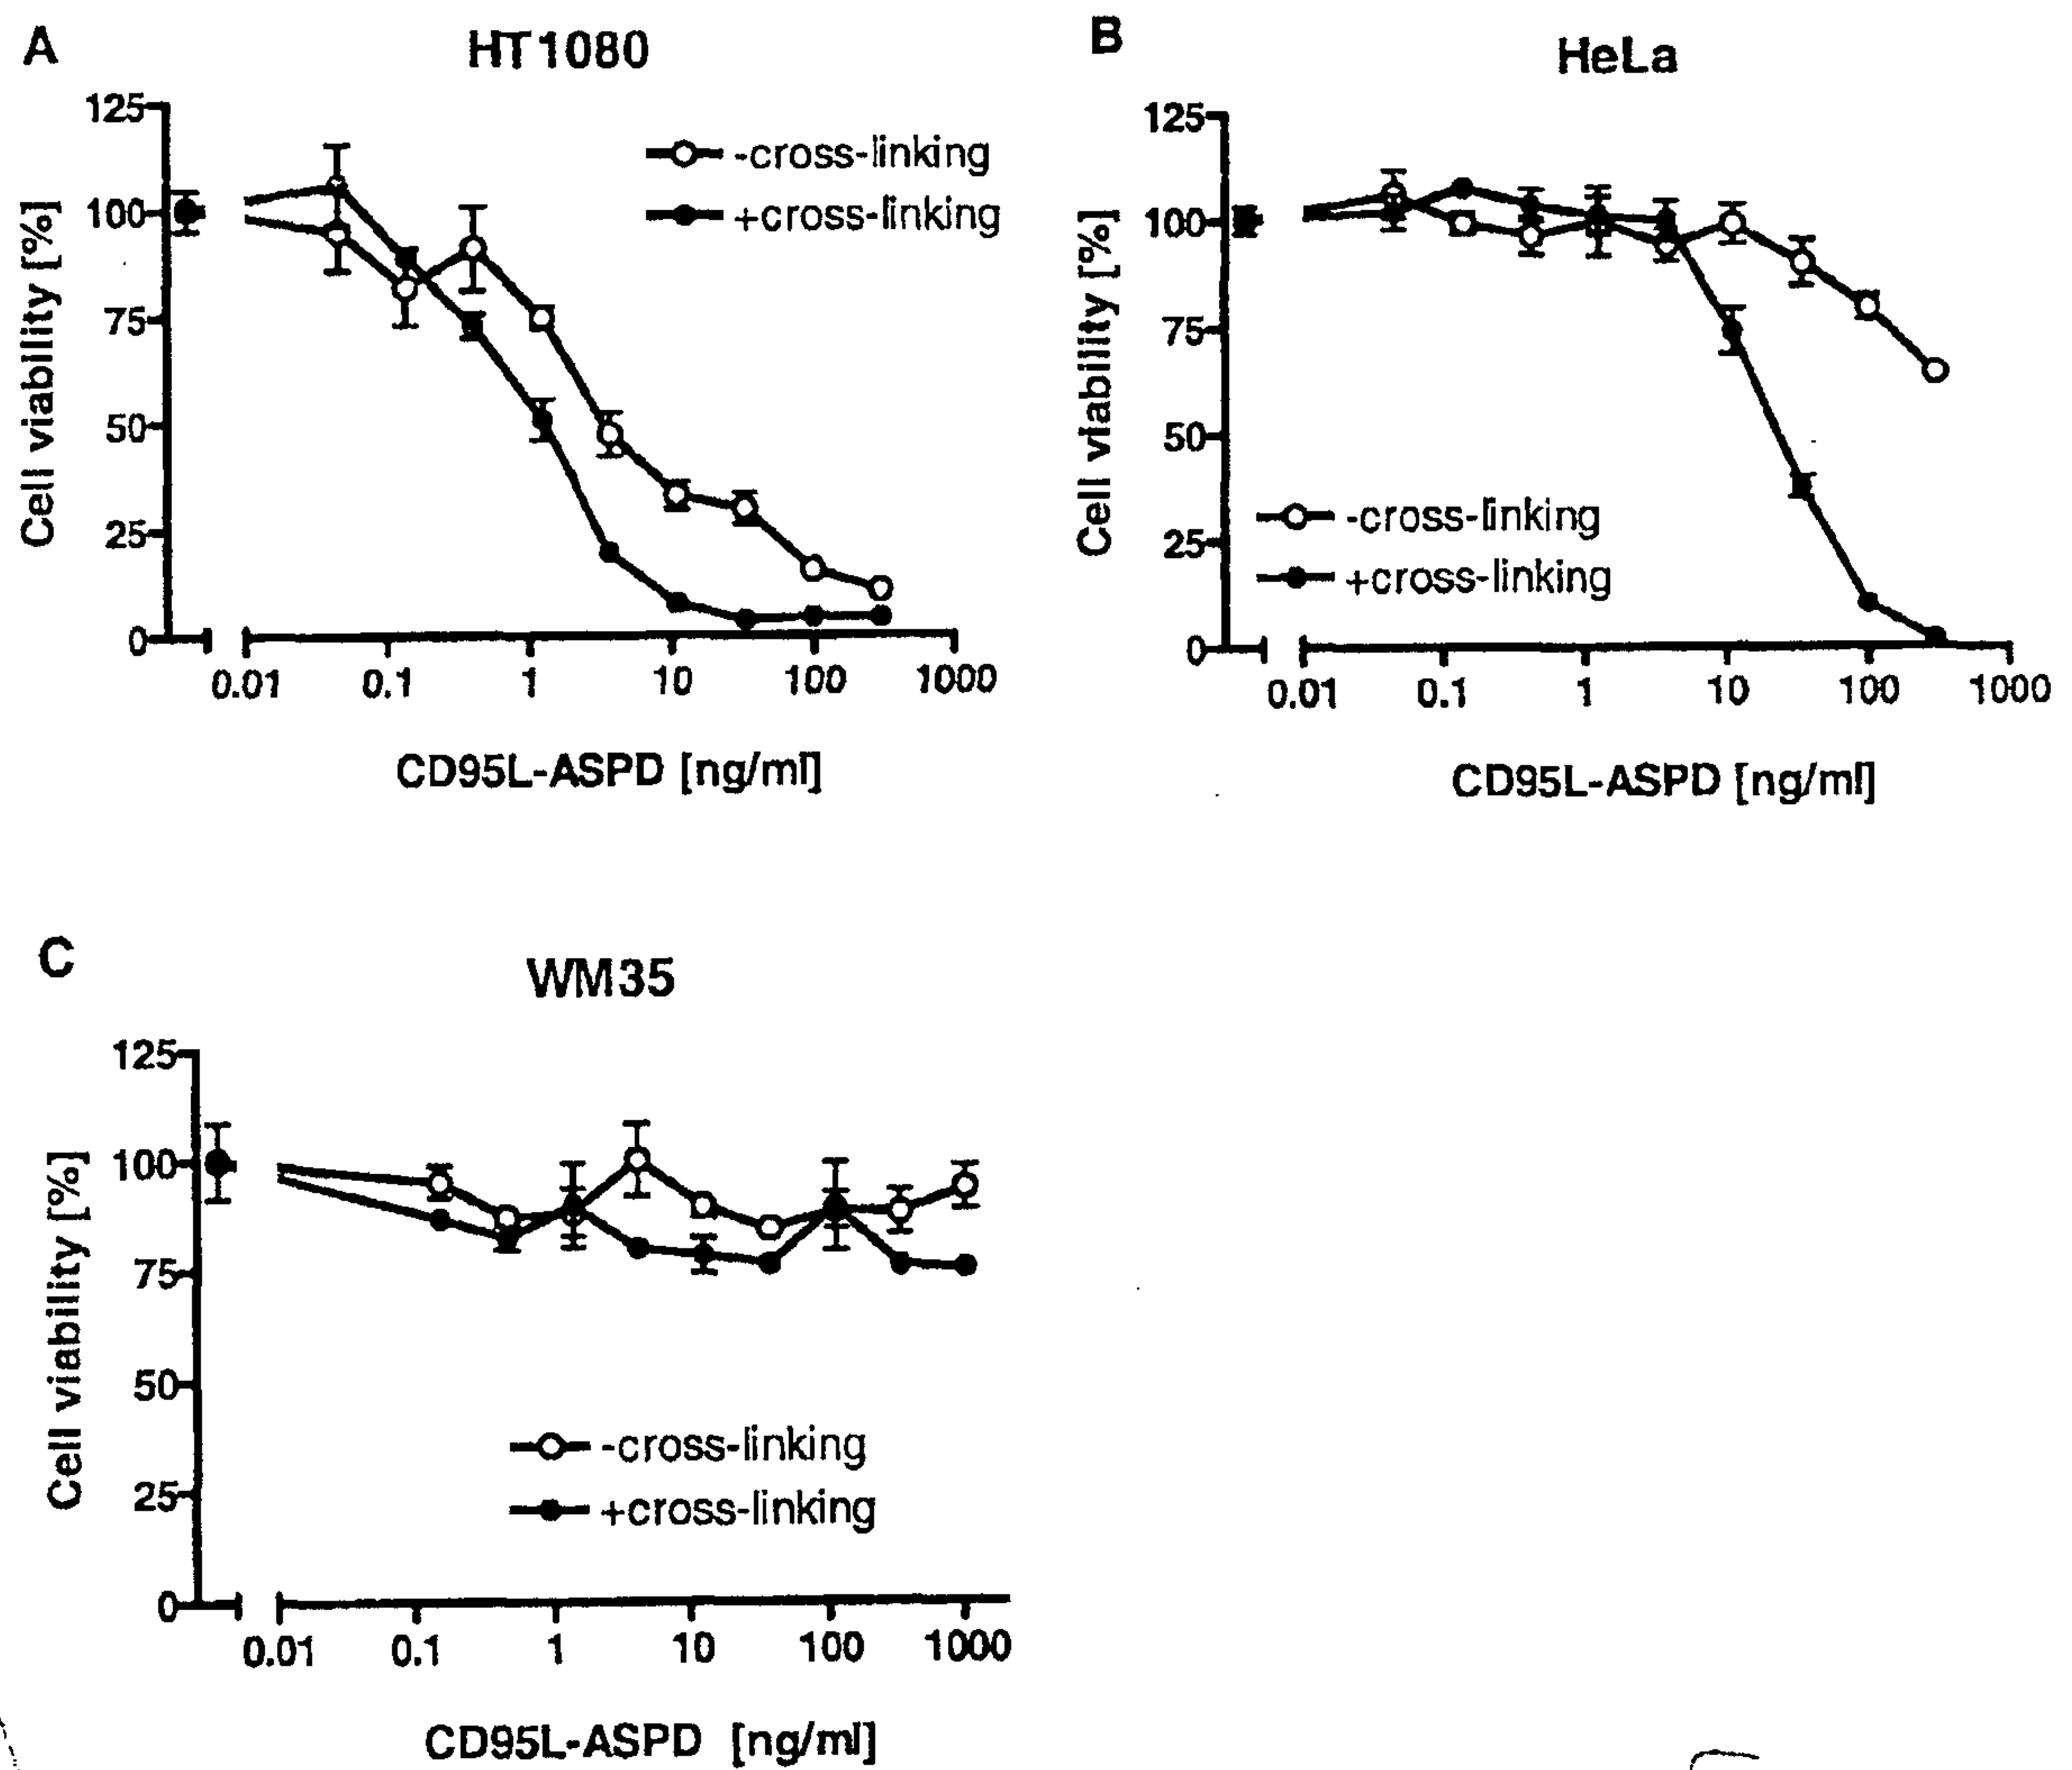 A
HT1080
125
100
75
50
25
0
Cell viability [%]
-cross-linking
+cross-linking
0.01 0.1 1 10 100 1000
CD95L-ASPD [ng/ml]
B
HeLa
125
100
75
50
25
0
Cell viability [%]
-cross-linking
+cross-linking
0.01 0.1 1 10 100 1000
CD95L-ASPD [ng/ml]
C
WM35
125
100
75
50
25
0
Cell viability [%]
-cross-linking
+cross-linking
0.01 0.1 1 10 100 1000
CD95L-ASPD [ng/ml]